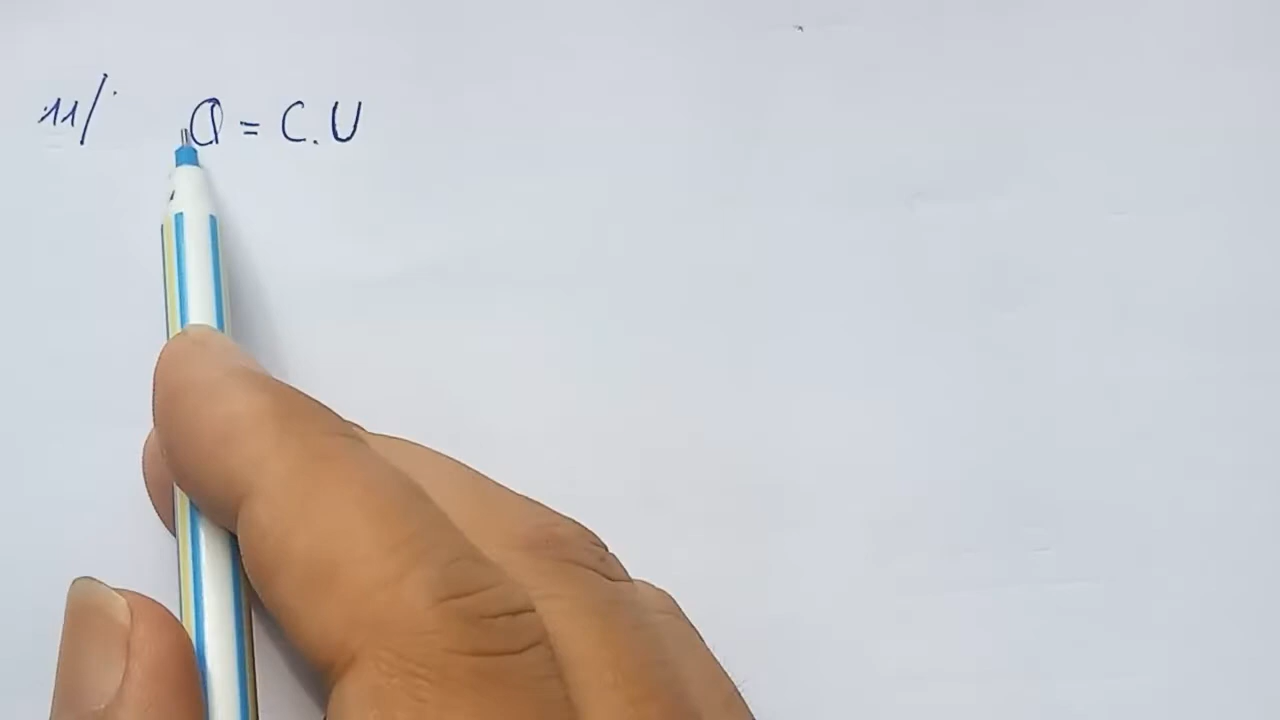 11/ Q = C.U